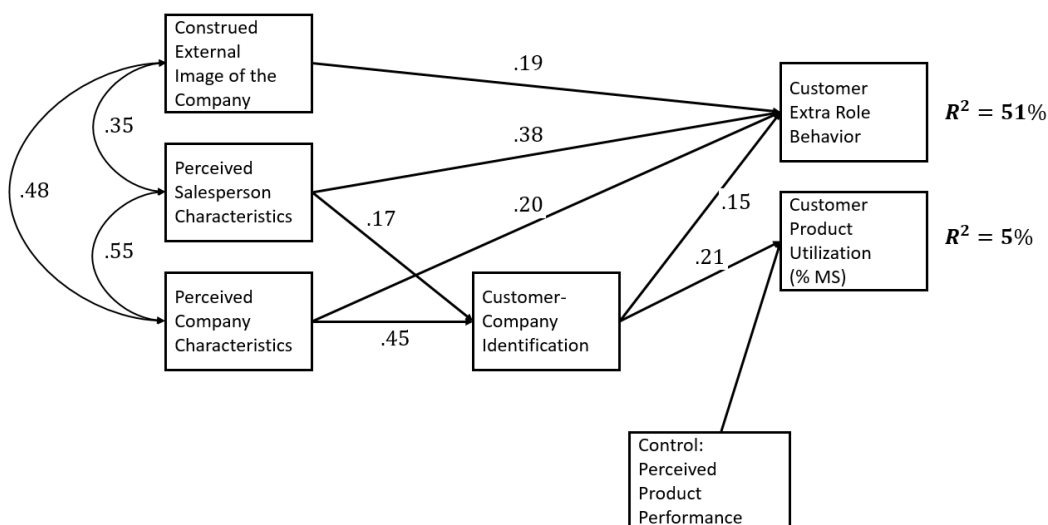 Construed
External
Image of the
Company
.19
Customer
Extra Role
Behavior
R² = 51%
.35
.38
Perceived
Salesperson
Characteristics
.48
.17
.20
.15
Customer
Product
Utilization
(% MS)
R² = 5%
.55
.21
Perceived
Company
Characteristics
.45
Customer-
Company
Identification
Control:
Perceived
Product
Performance